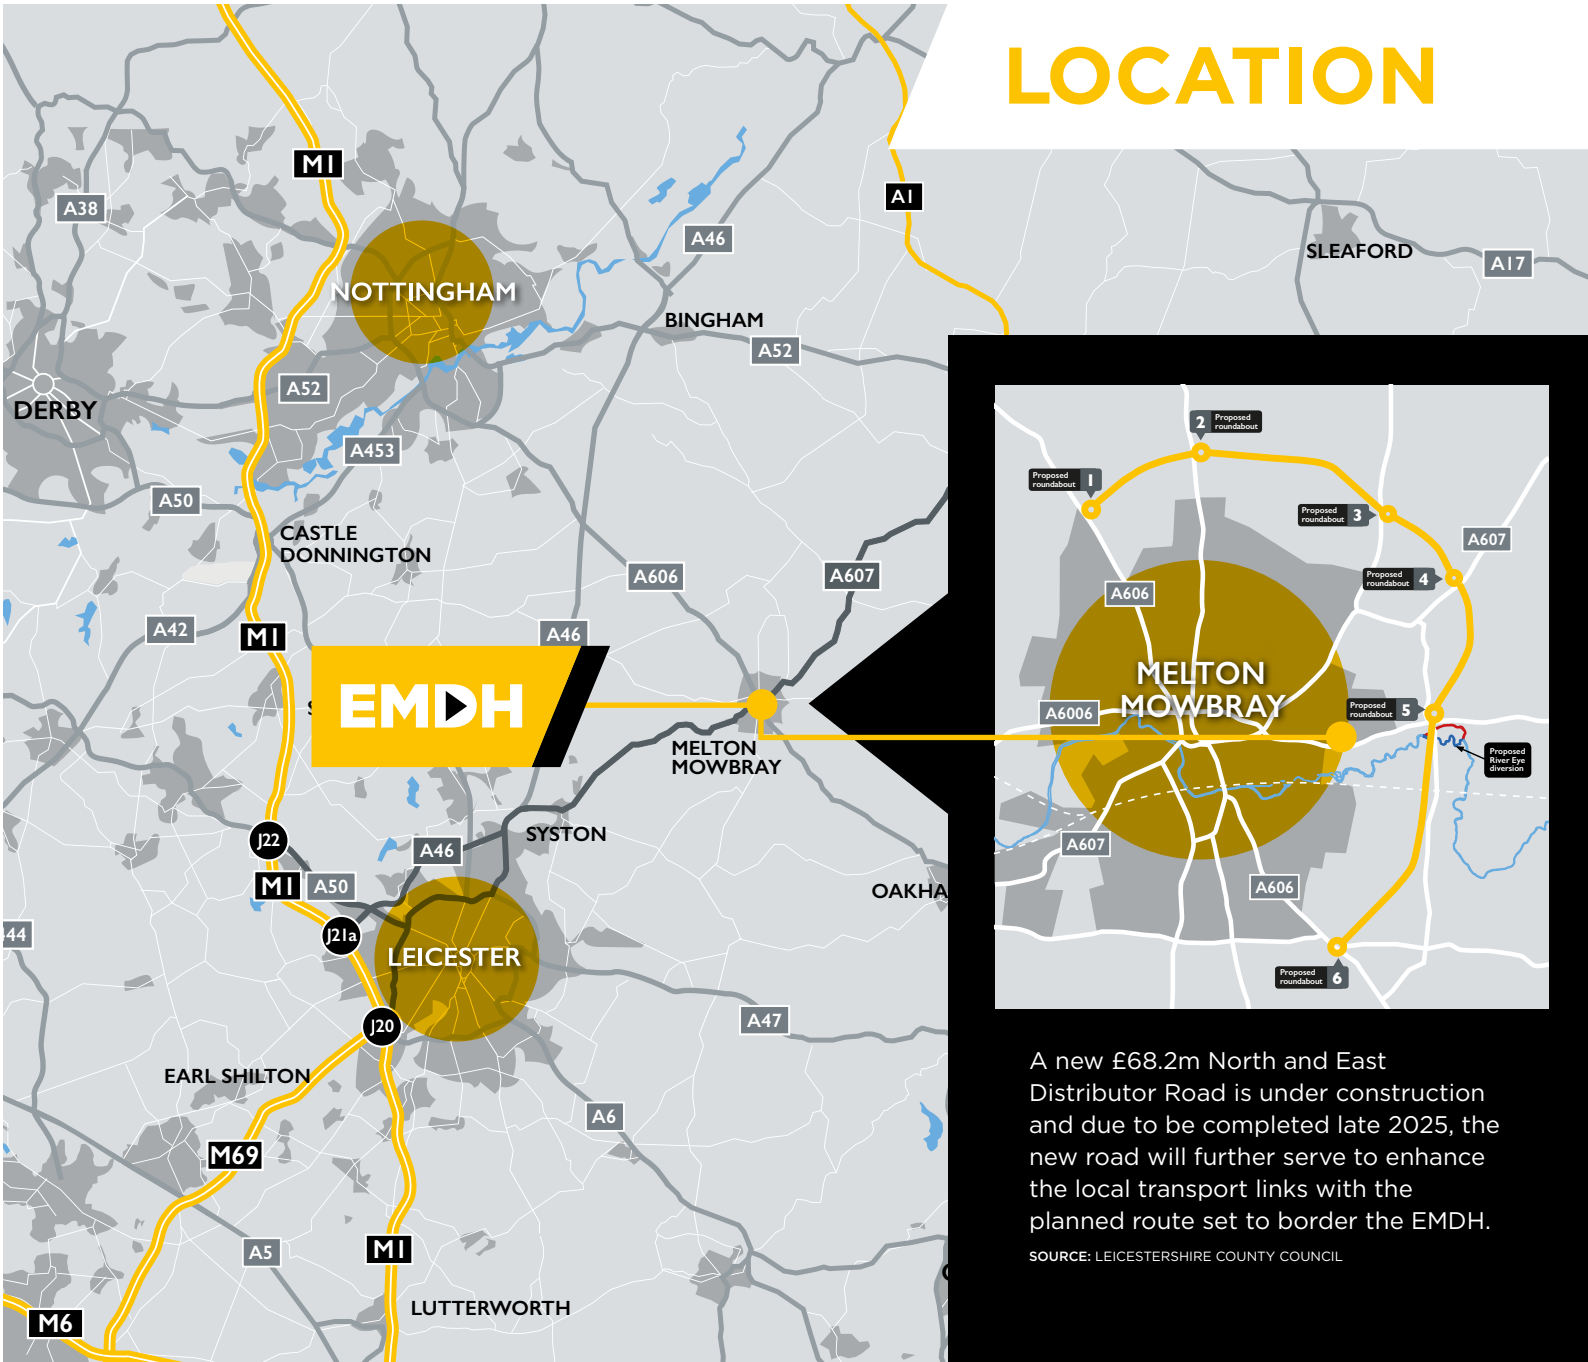 LOCATION
M1
A38
A1
A46
SLEAFORD
A17
NOTTINGHAM
BINGHAM
A52
A52
DERBY
A453
A50
CASTLE
DONNINGTON
A606
A607
A42
M1
A46
EMDH
MELTON
MOWBRAY
SYSTON
J22
A46
M1
A50
OAKHA
44
J21a
LEICESTER
J20
A47
EARL SHILTON
A6
M69
A5
M1
LUTTERWORTH
M6
2
Proposed
roundabout
Proposed
roundabout
1
Proposed
roundabout
3
A607
Proposed
roundabout
4
A606
MELTON
MOWBRAY
A6006
Proposed
roundabout
5
Proposed
River Eye
diversion
A607
A606
Proposed
roundabout
6
A new £68.2m North and East
Distributor Road is under construction
and due to be completed late 2025, the
new road will further serve to enhance
the local transport links with the
planned route set to border the EMDH.
SOURCE: LEICESTERSHIRE COUNTY COUNCIL